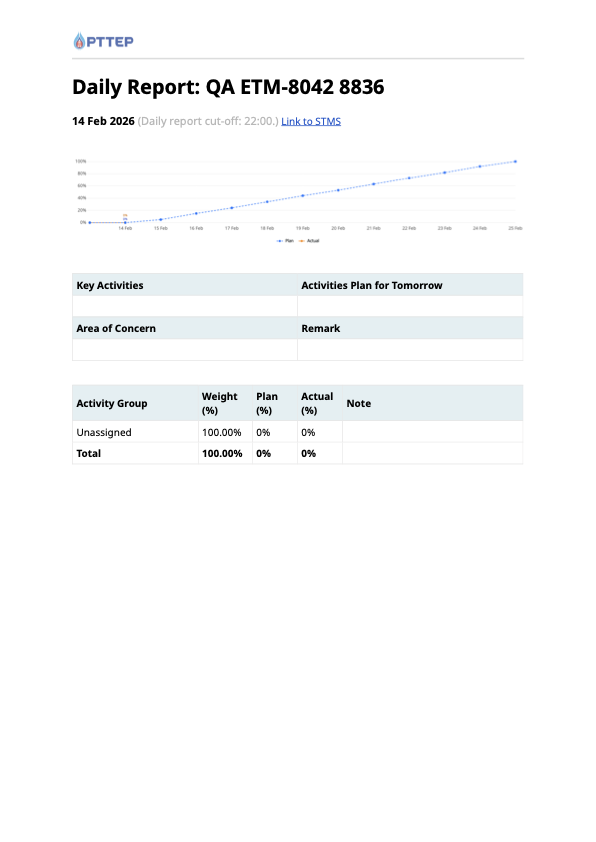 PTTEP
Daily Report: QA ETM-8042 8836
14 Feb 2026 (Daily report cut-off: 22:00.) Link to STMS
100%
80%
60%
40%
20%
0%
0%
0%
14 Feb 15 Feb 16 Feb 17 Feb 18 Feb 19 Feb 20 Feb 21 Feb 22 Feb 23 Feb 24 Feb 25 Feb
Plan Actual
Key Activities Activities Plan for Tomorrow
Area of Concern Remark
Activity Group Weight (%) Plan (%) Actual (%) Note
Unassigned 100.00% 0% 0%
Total 100.00% 0% 0%